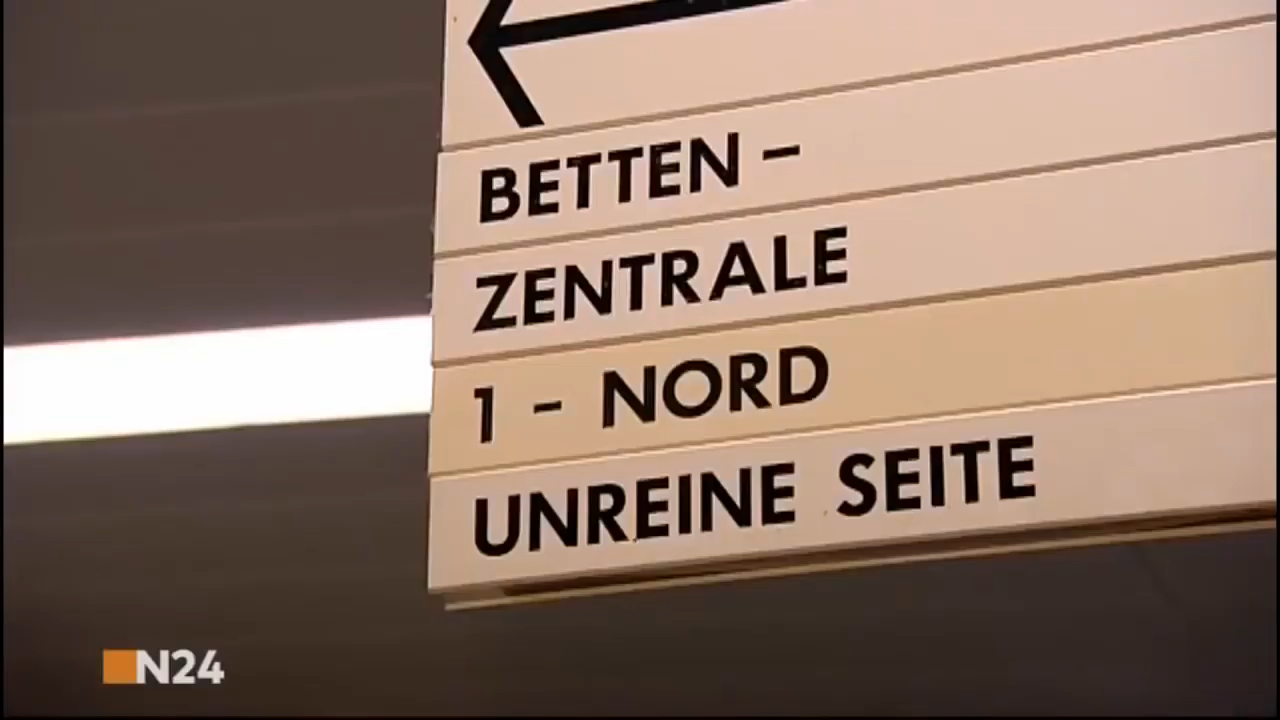 BETTEN –
ZENTRALE
1 – NORD
UNREINE SEITE
N24